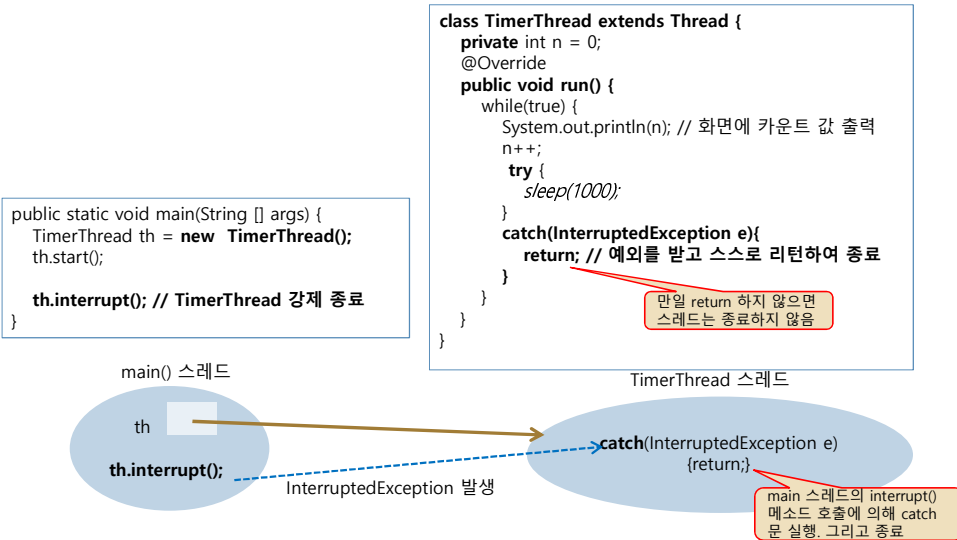 class TimerThread extends Thread {
private int n = 0;
@Override
public void run() {
while(true) {
System.out.println(n); // 화면에 카운트 값 출력
n++;
try {
sleep(1000);
}
catch(InterruptedException e){
return; // 예외를 받고 스스로 리턴하여 종료
}
}
}
}
만일 return 하지 않으면
스레드는 종료하지 않음
public static void main(String [] args) {
TimerThread th = new TimerThread();
th.start();
th.interrupt(); // TimerThread 강제 종료
}
main() 스레드
TimerThread 스레드
th
th.interrupt();
InterruptedException 발생
catch(InterruptedException e)
{return;}
main 스레드의 interrupt()
메소드 호출에 의해 catch
문 실행. 그리고 종료